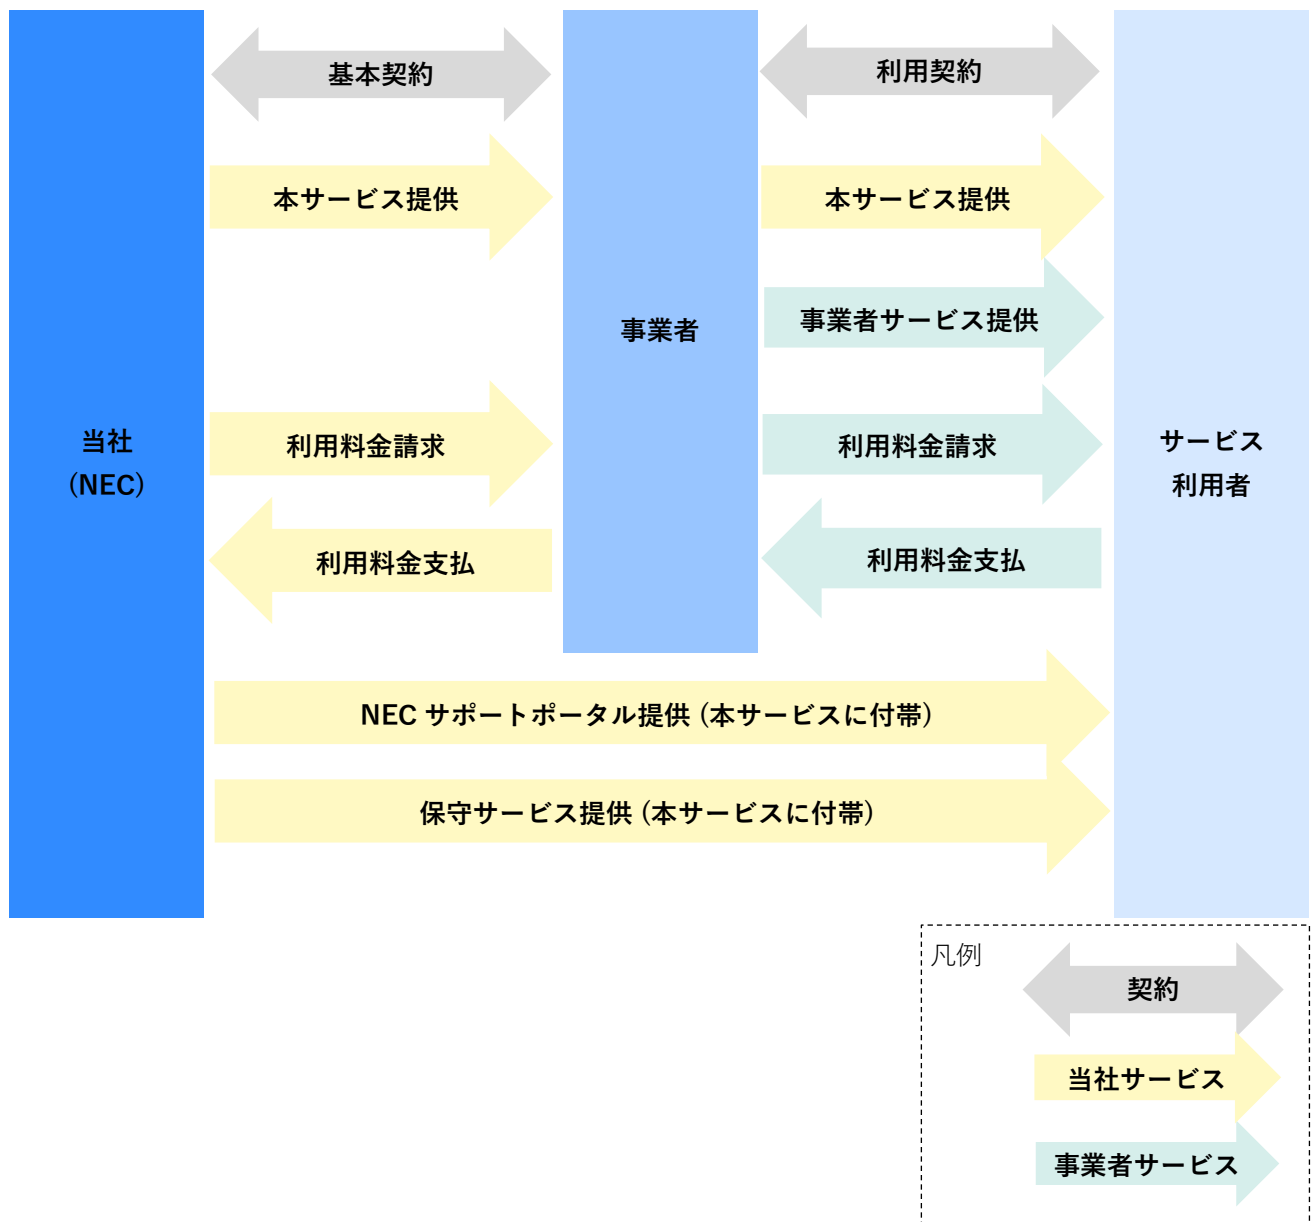 基本契約
利用契約
本サービス提供
本サービス提供
事業者
事業者サービス提供
当社
(NEC)
利用料金請求
利用料金請求
サービス
利用者
利用料金支払
利用料金支払
NEC サポートポータル提供 (本サービスに付帯)
保守サービス提供 (本サービスに付帯)
凡例
契約
当社サービス
事業者サービス